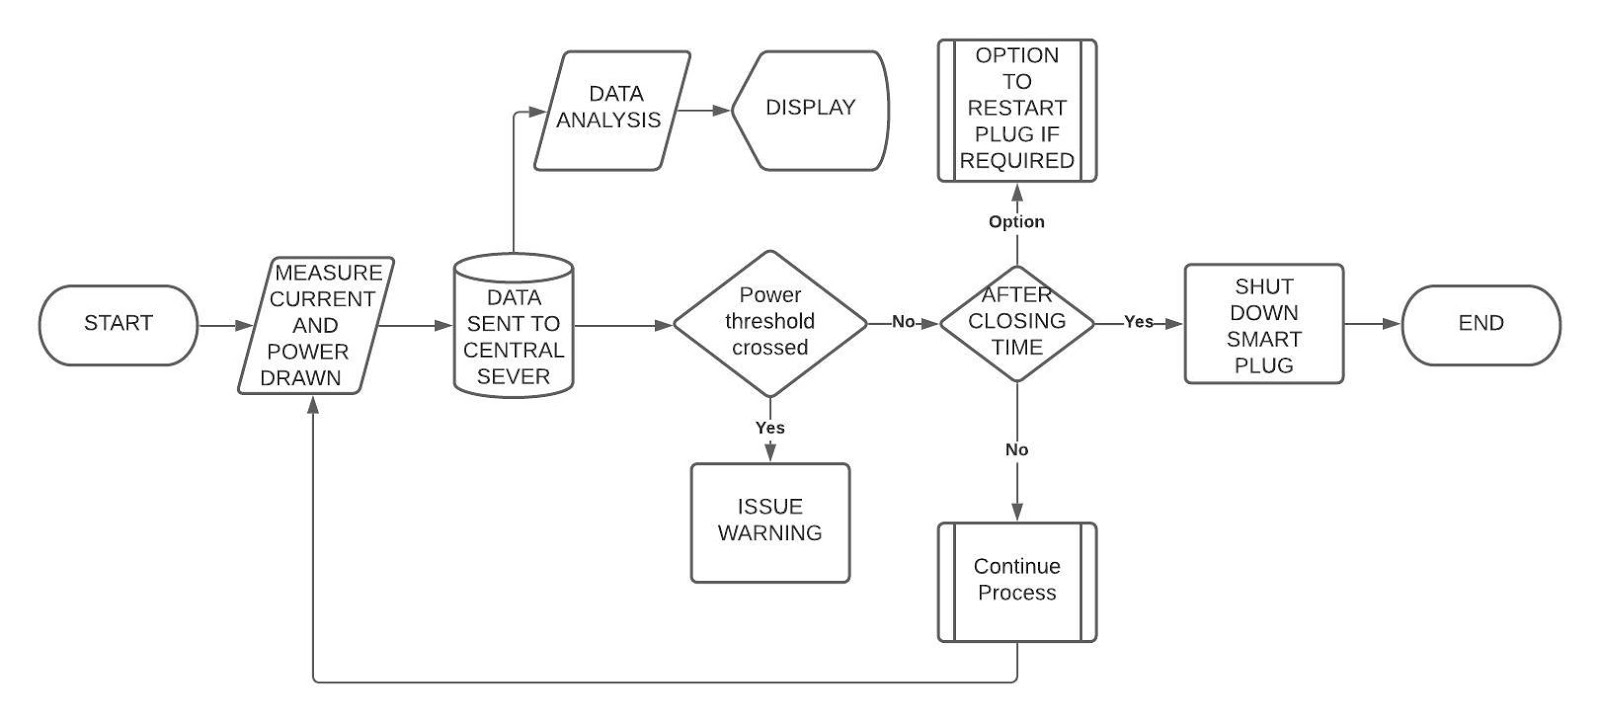 START
MEASURE
CURRENT
AND
POWER
DRAWN
DATA
SENT TO
CENTRAL
SEVER
DATA
ANALYSIS
DISPLAY
Power
threshold
crossed
Yes
ISSUE
WARNING
No
AFTER
CLOSING
TIME
Option
OPTION
TO
RESTART
PLUG IF
REQUIRED
No
Continue
Process
Yes
SHUT
DOWN
SMART
PLUG
END